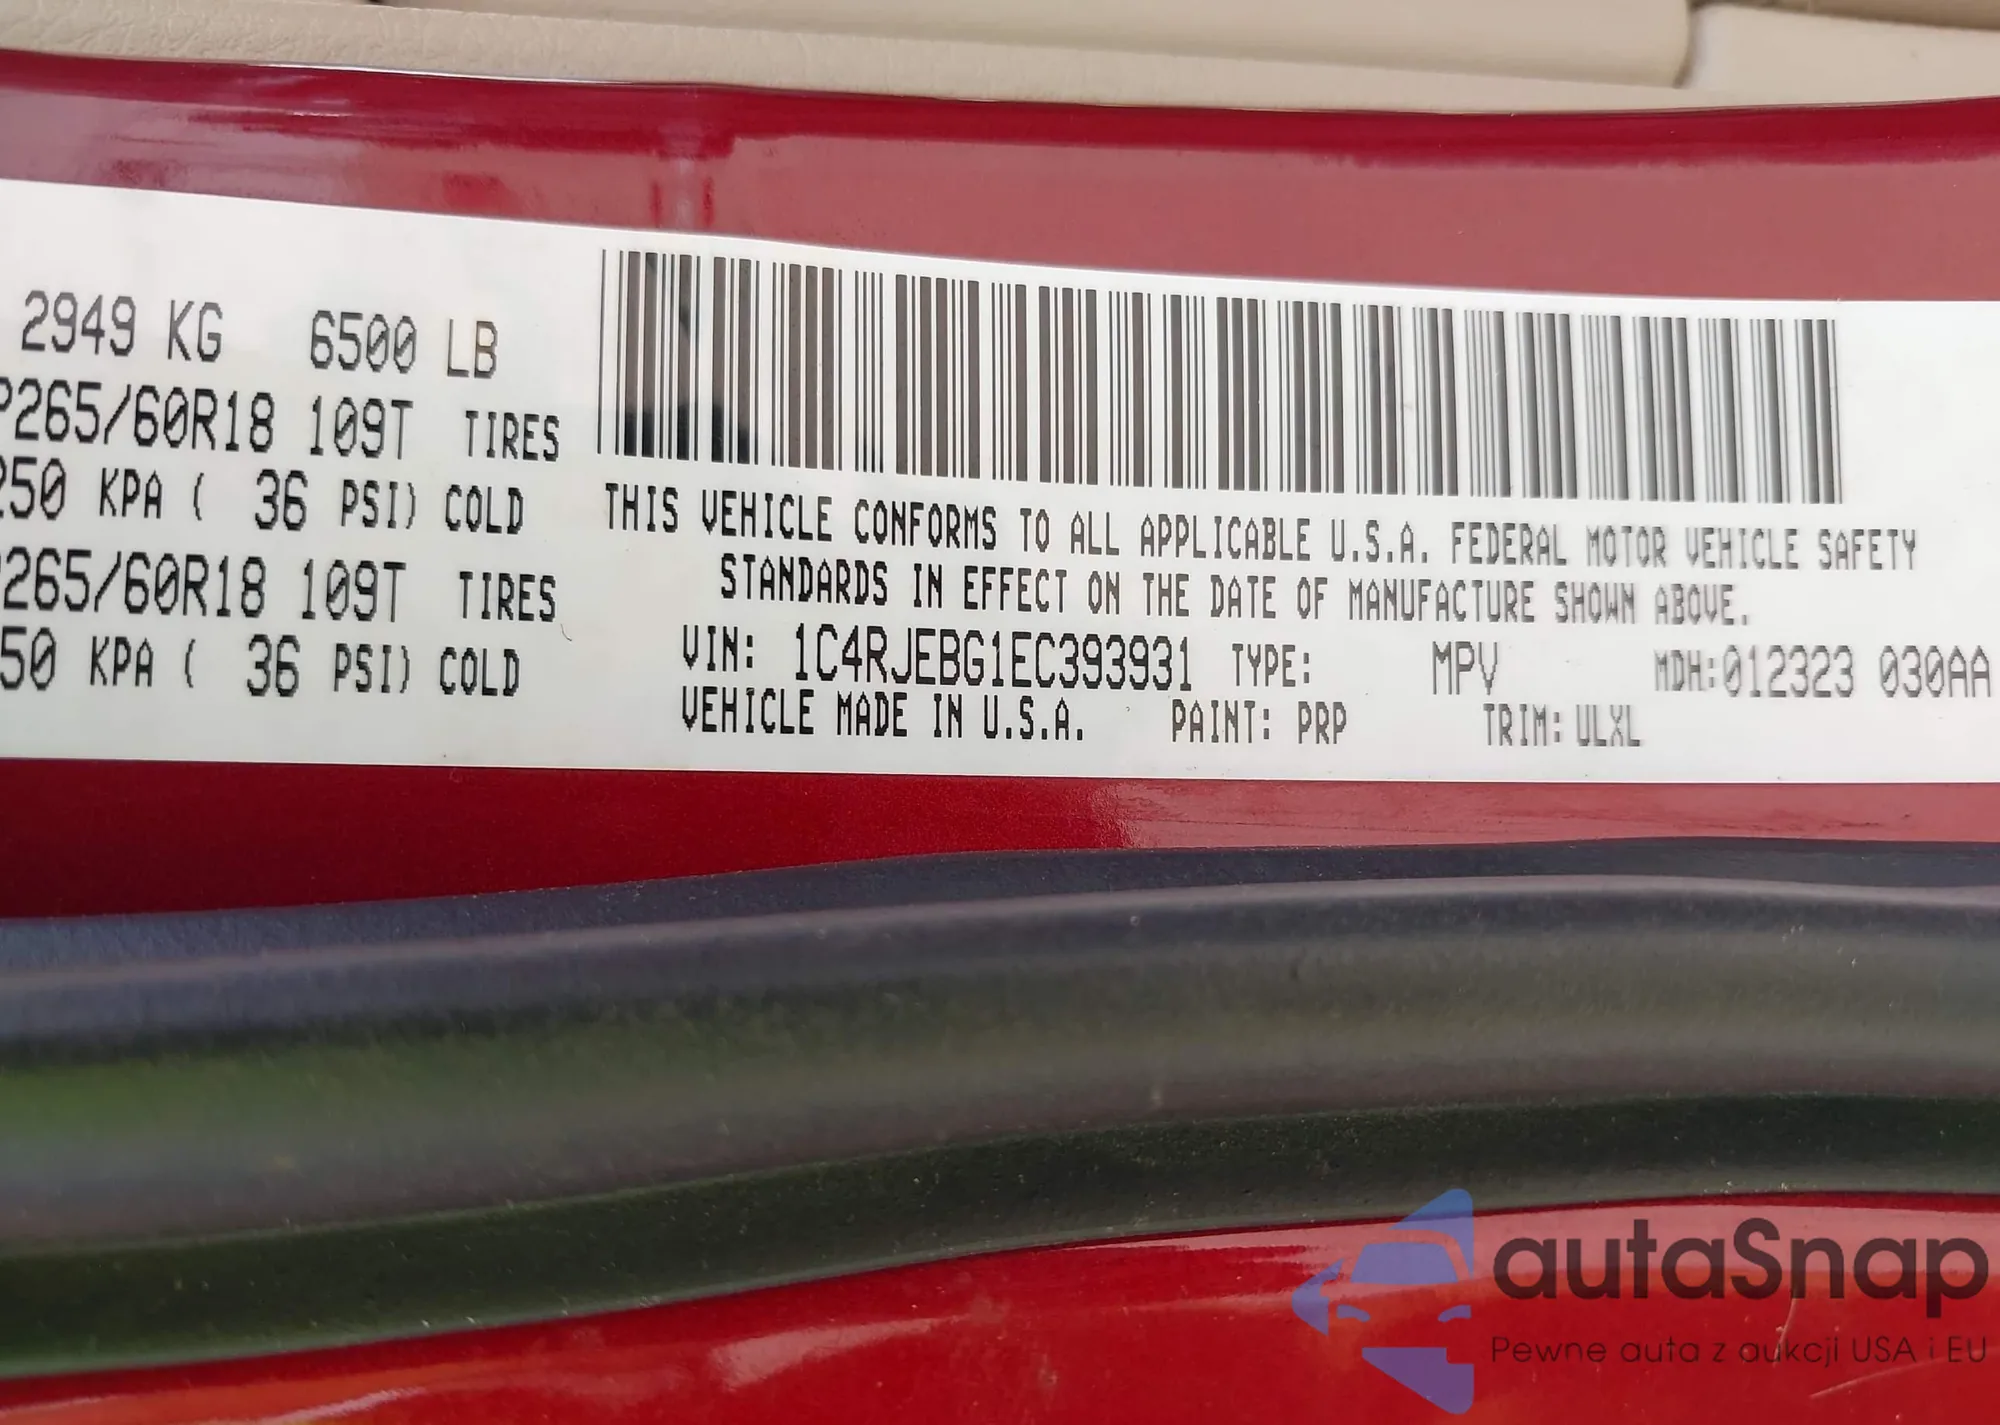 2949 KG 6500 LB
P265/60R18 109T TIRES
250 KPA ( 36 PSI) COLD
P265/60R18 109T TIRES
50 KPA ( 36 PSI) COLD
THIS VEHICLE CONFORMS TO ALL APPLICABLE U.S.A. FEDERAL MOTOR VEHICLE SAFETY
STANDARDS IN EFFECT ON THE DATE OF MANUFACTURE SHOWN ABOVE.
VIN: 1C4RJEBG1EC393931 TYPE: MPV MDH:012323 030AA
VEHICLE MADE IN U.S.A. PAINT: PRP TRIM: ULXL
autaSnap
Pewne auta z aukcji USA i EU